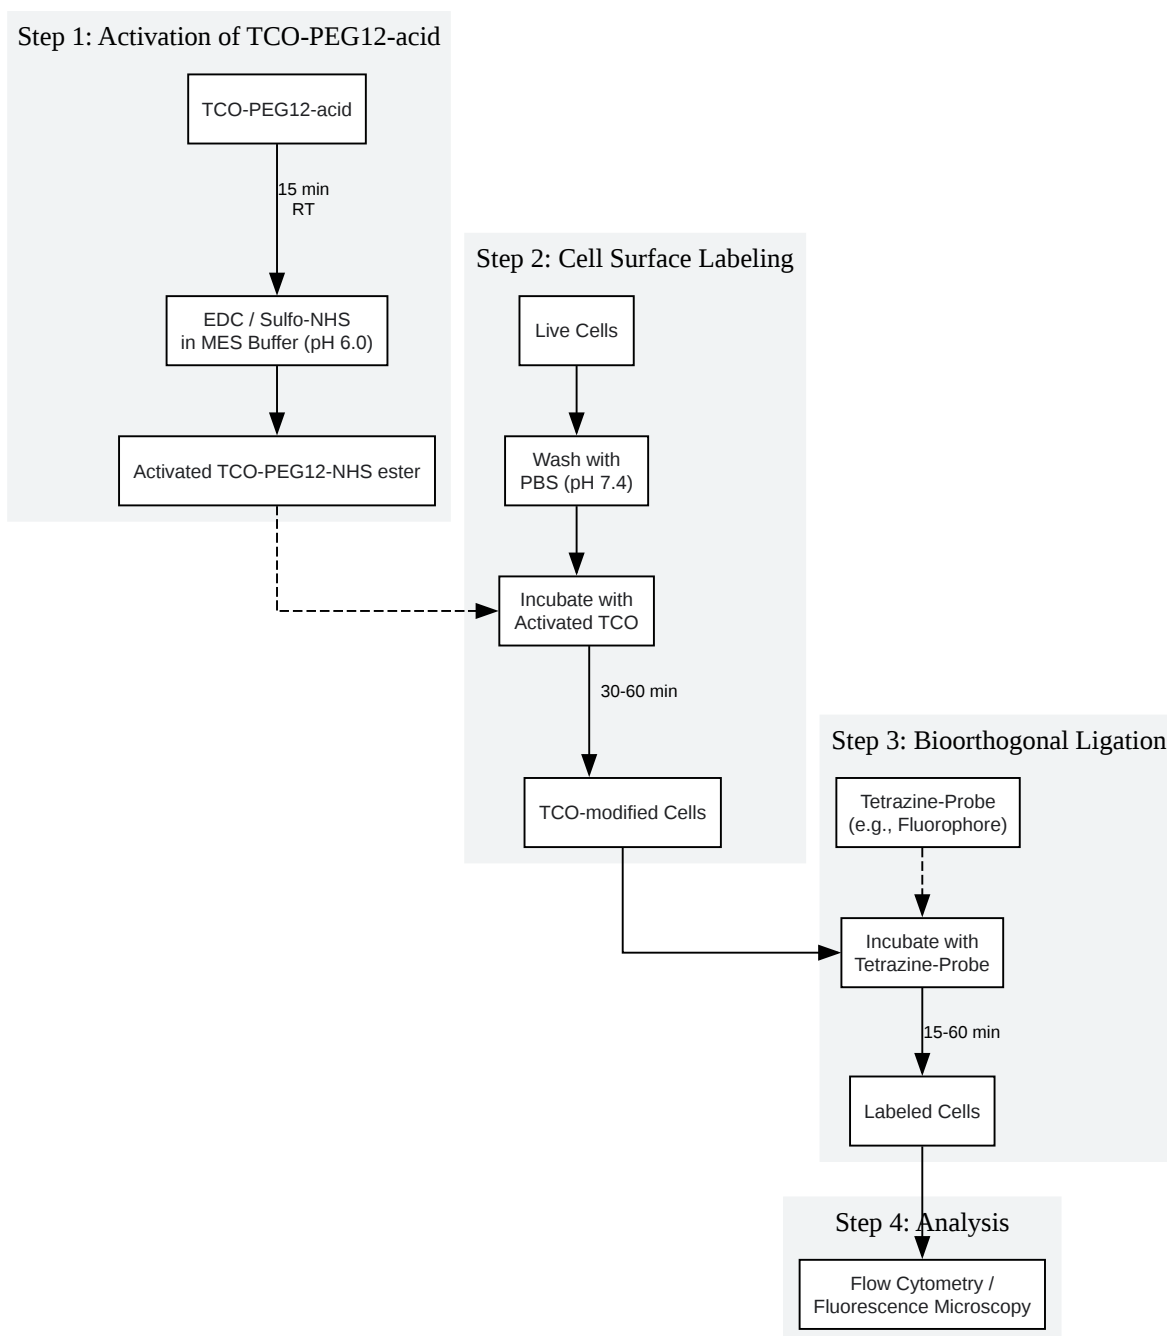 Step 1: Activation of TCO-PEG12-acid
TCO-PEG12-acid
15 min
RT
EDC / Sulfo-NHS
in MES Buffer (pH 6.0)
Activated TCO-PEG12-NHS ester
Step 2: Cell Surface Labeling
Live Cells
Wash with
PBS (pH 7.4)
Incubate with
Activated TCO
30-60 min
TCO-modified Cells
Step 3: Bioorthogonal Ligation
Tetrazine-Probe
(e.g., Fluorophore)
Incubate with
Tetrazine-Probe
15-60 min
Labeled Cells
Step 4: Analysis
Flow Cytometry /
Fluorescence Microscopy